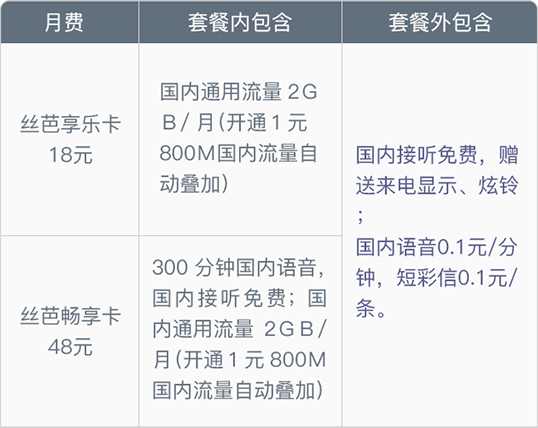 月费
套餐内包含
套餐外包含
丝芭享乐卡
18元
国内通用流量 2G
B/ 月(开通1 元
800M国内流量自
动叠加)
国内接听免费，赠
送来电显示、炫铃
；
国内语音0.1元/分
钟，短彩信0.1元/
条。
丝芭畅享卡
48元
300 分钟国内语音，
国内接听免费；国
内通用流量 2GB/
月(开通1 元 800M
国内流量自动叠加)